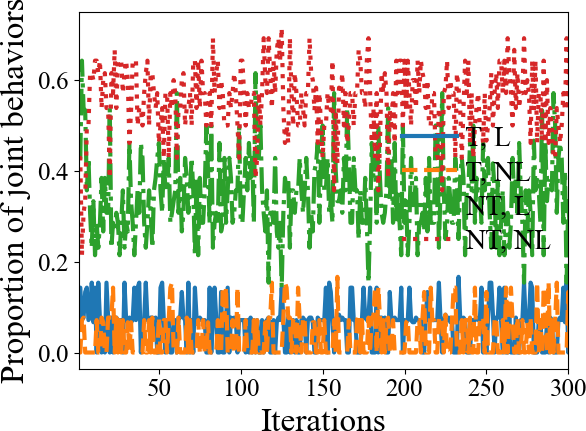 Proportion of joint behaviors
0.6
0.4
0.2
0.0
T, L
T, NL
NT, L
NT, NL
50
100
150
200
250
300
Iterations